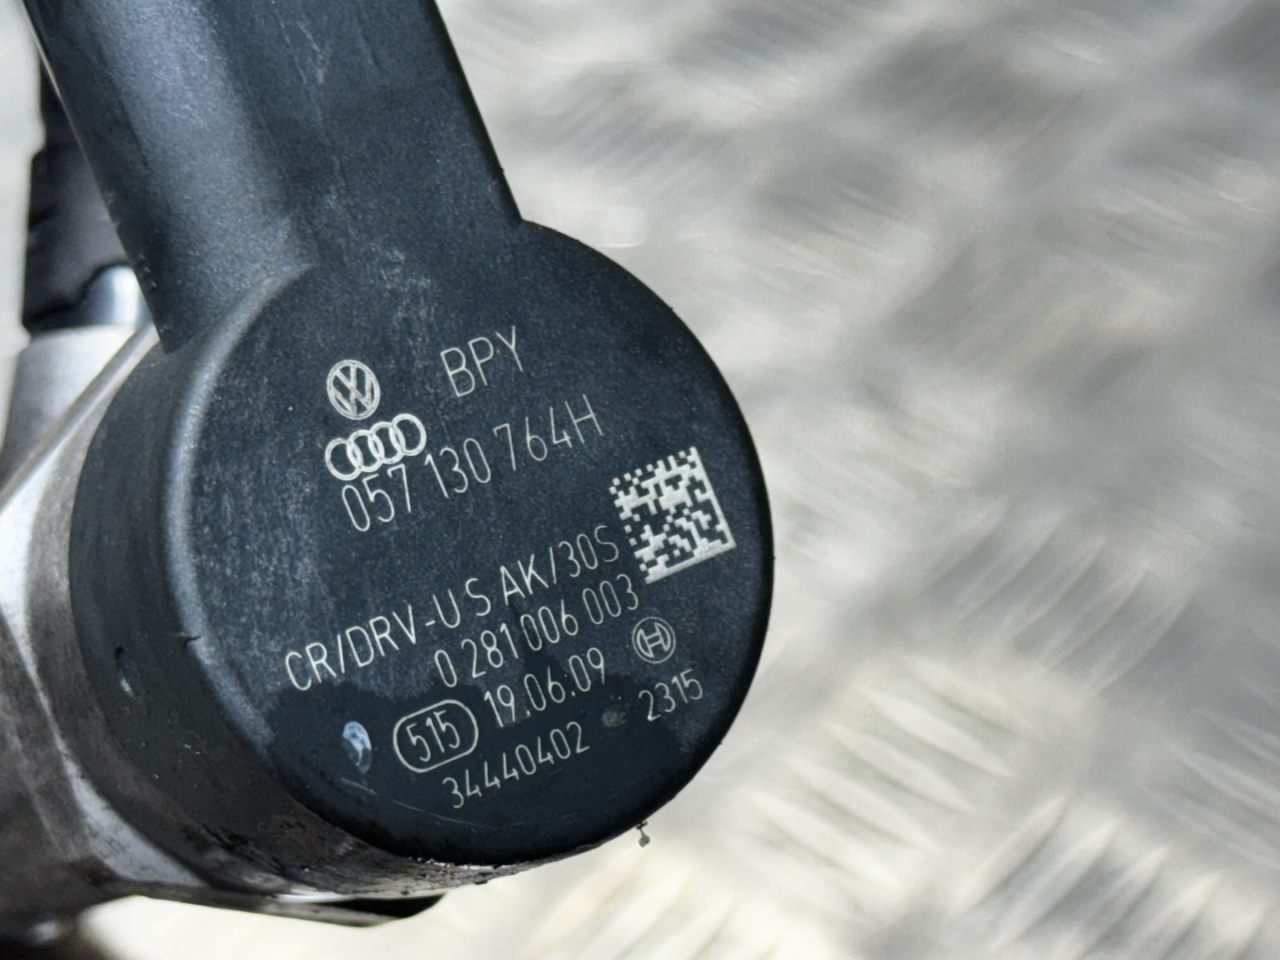 BPY
057 130 764H
CR/DRV-U S AK/30S
0 281 006 003
515 19.06.09
34440402 2315